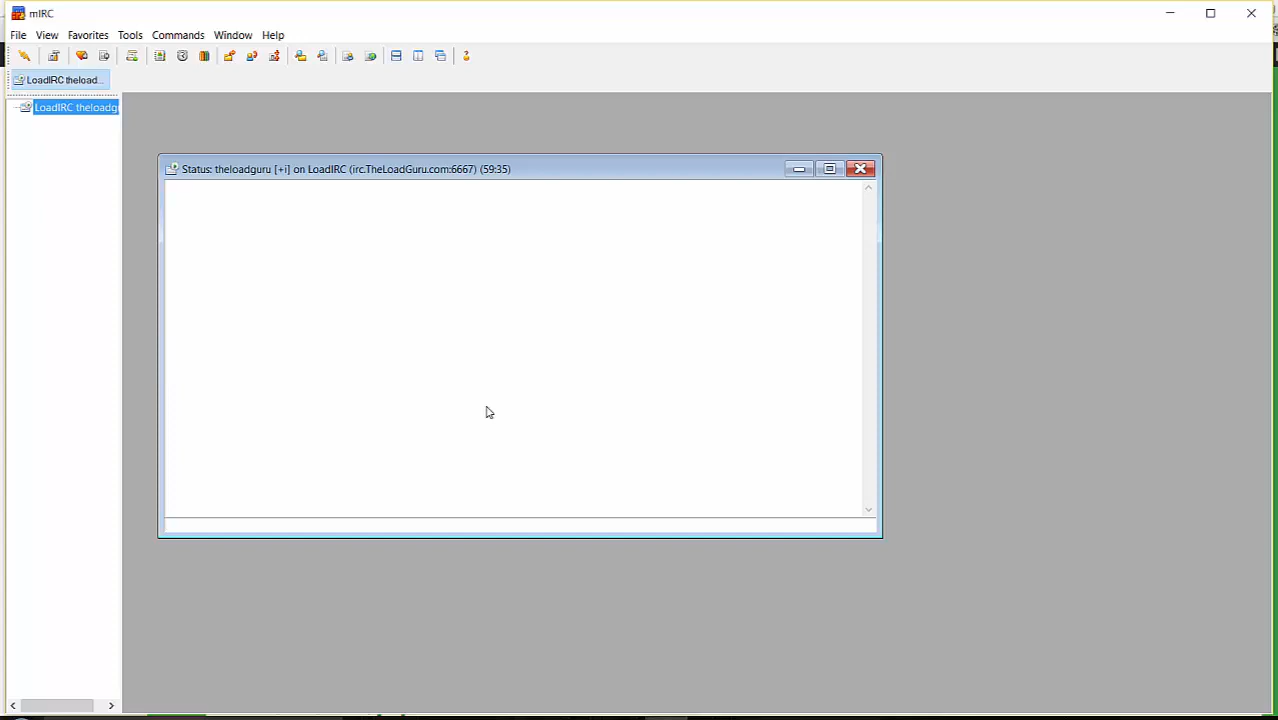 mIRC
File View Favorites Tools Commands Window Help
LoadIRC theload...
LoadIRC theloadgu
Status: theloadguru [+i] on LoadIRC (irc.TheLoadGuru.com:6667) (59:35)